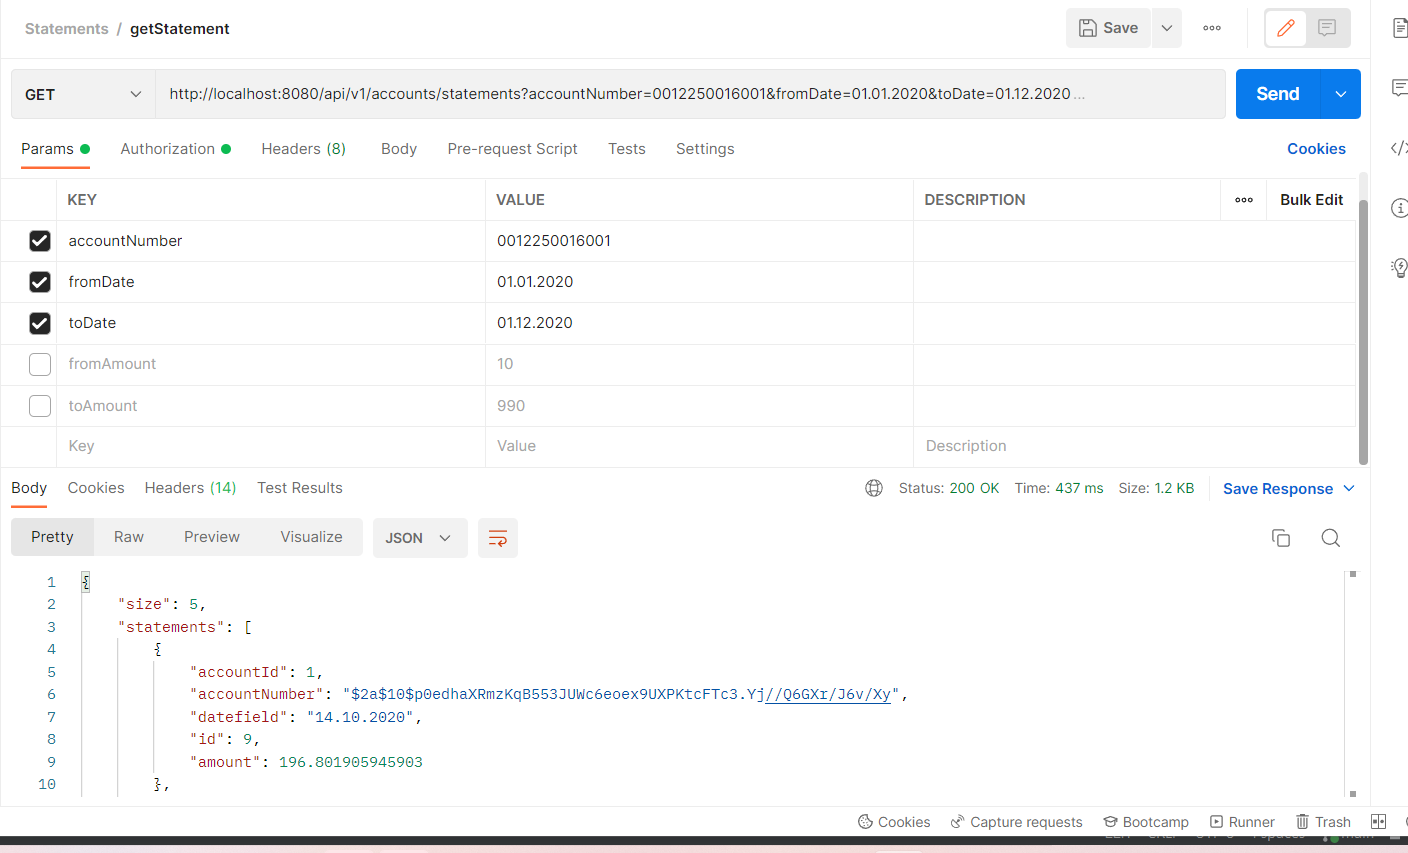 Statements / getStatement
Save
GET
http://localhost:8080/api/v1/accounts/statements?accountNumber=0012250016001&fromDate=01.01.2020&toDate=01.12.2020...
Send
Params Authorization Headers (8) Body Pre-request Script Tests Settings Cookies
KEY VALUE DESCRIPTION Bulk Edit
accountNumber 0012250016001
fromDate 01.01.2020
toDate 01.12.2020
fromAmount 10
toAmount 990
Key Value Description
Body Cookies Headers (14) Test Results Status: 200 OK Time: 437 ms Size: 1.2 KB Save Response
Pretty Raw Preview Visualize JSON
1 {
2 "size": 5,
3 "statements": [
4 {
5 "accountId": 1,
6 "accountNumber": "$2a$10$p0edhaXRmzKqB553JUWc6eoex9UXPKtcFTc3.Yj//Q6GXr/J6v/Xy",
7 "datefield": "14.10.2020",
8 "id": 9,
9 "amount": 196.801905945903
10 },
Cookies Capture requests Bootcamp Runner Trash